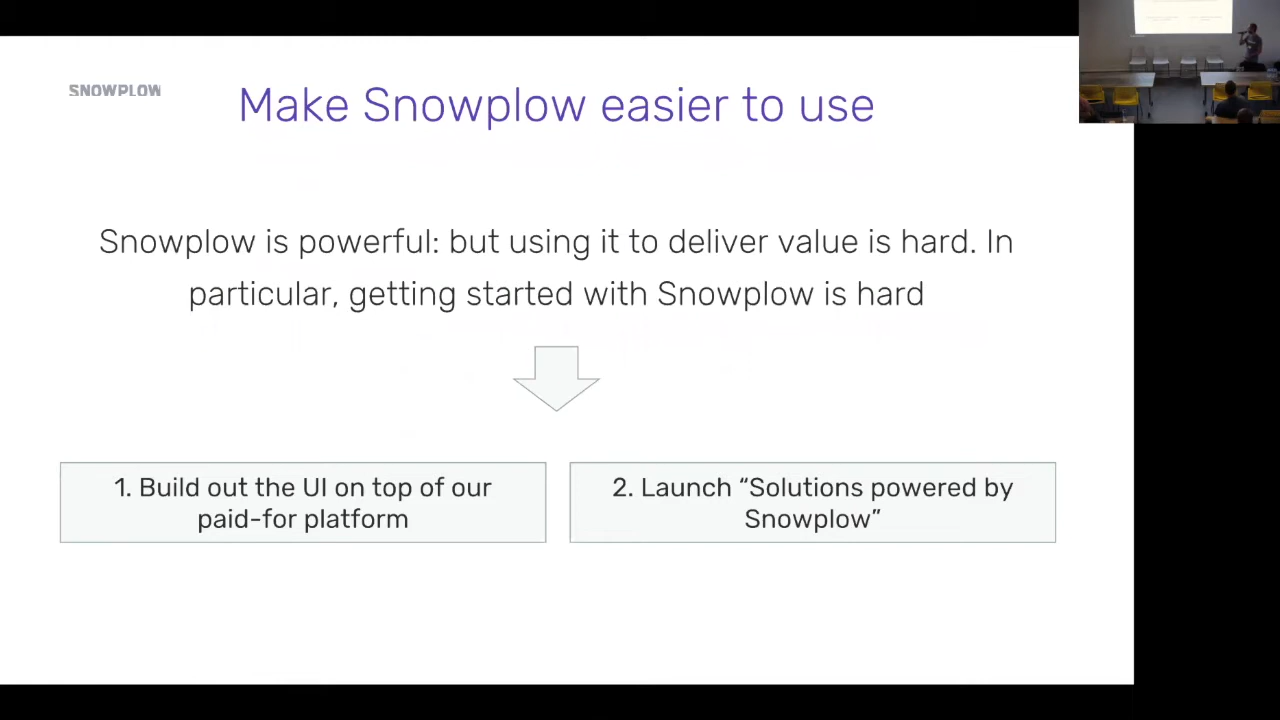 SNOWPLOW
Make Snowplow easier to use
Snowplow is powerful: but using it to deliver value is hard. In
particular, getting started with Snowplow is hard
1. Build out the UI on top of our
paid-for platform
2. Launch “Solutions powered by
Snowplow”